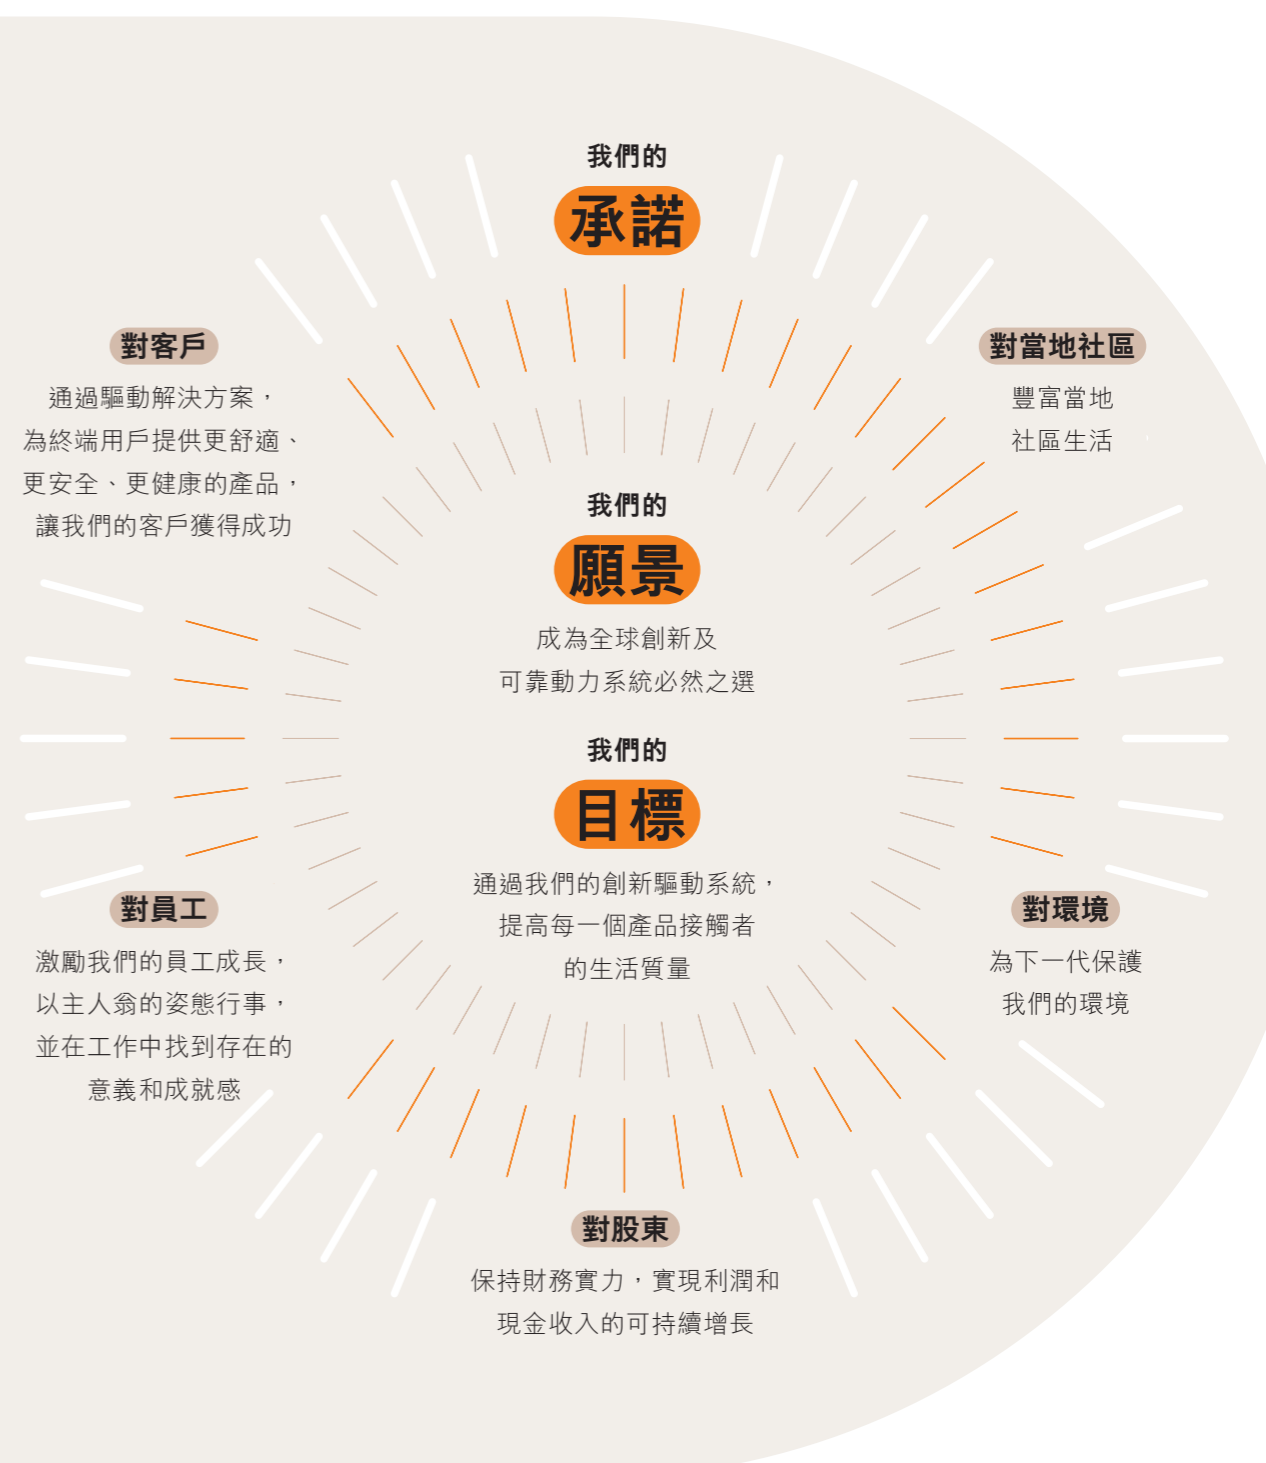 我們的
承諾
對客戶
通過驅動解決方案，
為終端用戶提供更舒適、
更安全、更健康的產品，
讓我們的客戶獲得成功
對當地社區
豐富當地
社區生活
我們的
願景
成為全球創新及
可靠動力系統必然之選
我們的
目標
通過我們的創新驅動系統，
提高每一個產品接觸者
的生活質量
對員工
激勵我們的員工成長，
以主人翁的姿態行事，
並在工作中找到存在的
意義和成就感
對環境
為下一代保護
我們的環境
對股東
保持財務實力，實現利潤和
現金收入的可持續增長